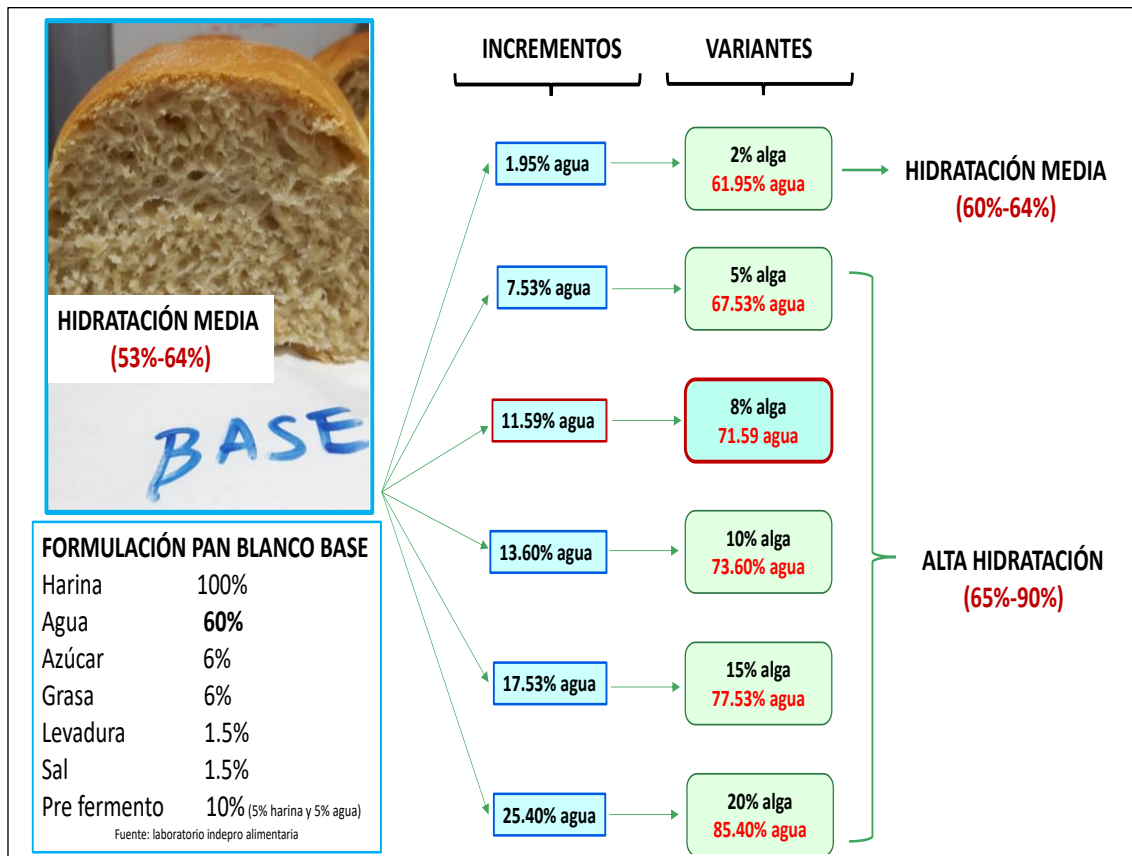 HIDRATACIÓN MEDIA
(53%-64%)
BASE
FORMULACIÓN PAN BLANCO BASE
Harina 100%
Agua 60%
Azúcar 6%
Grasa 6%
Levadura 1.5%
Sal 1.5%
Pre fermento 10% (5% harina y 5% agua)
Fuente: laboratorio indepro alimentaria
INCREMENTOS
1.95% agua
7.53% agua
11.59% agua
13.60% agua
17.53% agua
25.40% agua
VARIANTES
2% alga
61.95% agua
5% alga
67.53% agua
8% alga
71.59 agua
10% alga
73.60% agua
15% alga
77.53% agua
20% alga
85.40% agua
HIDRATACIÓN MEDIA
(60%-64%)
ALTA HIDRATACIÓN
(65%-90%)